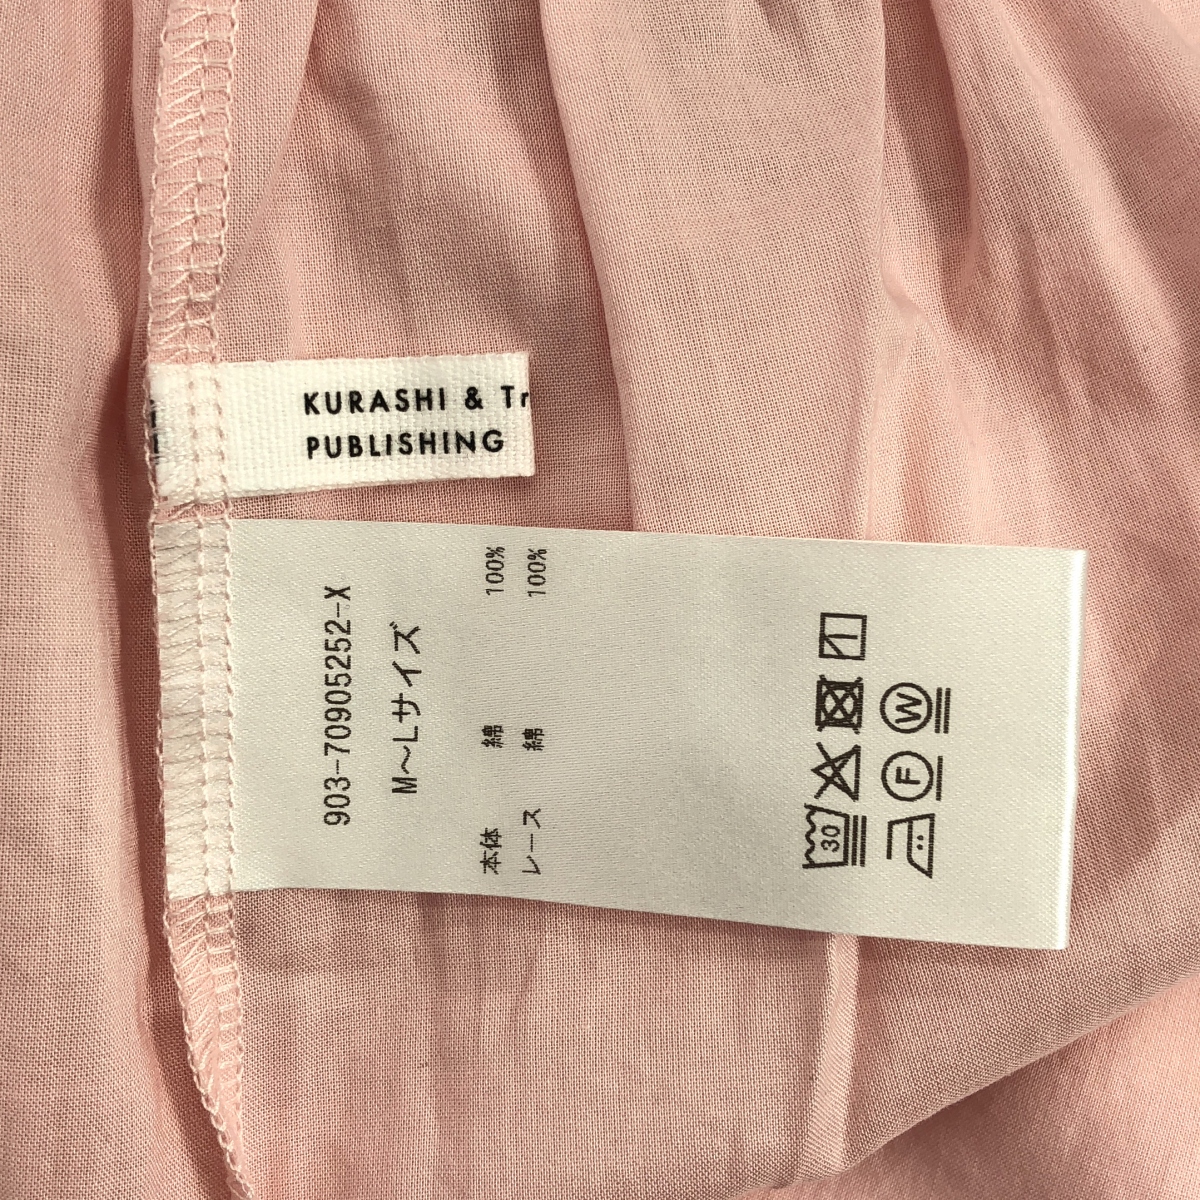 KURASHI & Tr
PUBLISHING
903-70905252-X
M～Lサイズ
本体 綿 100%
レース 綿 100%
30
F W